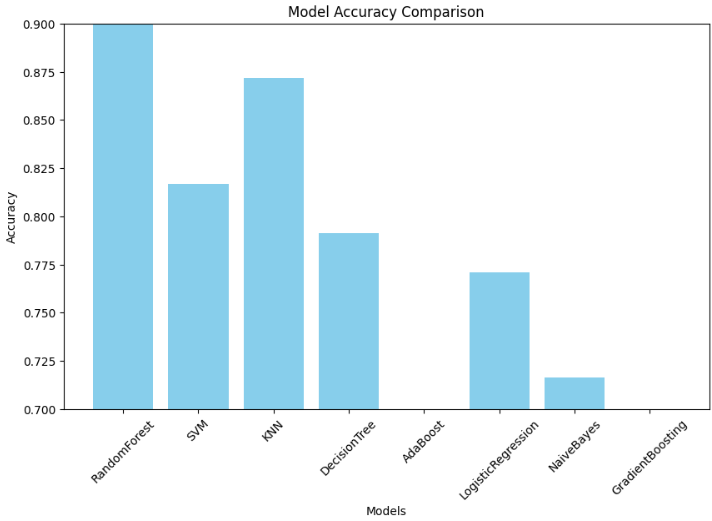 Model Accuracy Comparison
0.900
0.875
0.850
0.825
0.800
0.775
0.750
0.725
0.700
Accuracy
RandomForest
SVM
KNN
DecisionTree
AdaBoost
LogisticRegression
NaiveBayes
GradientBoosting
Models